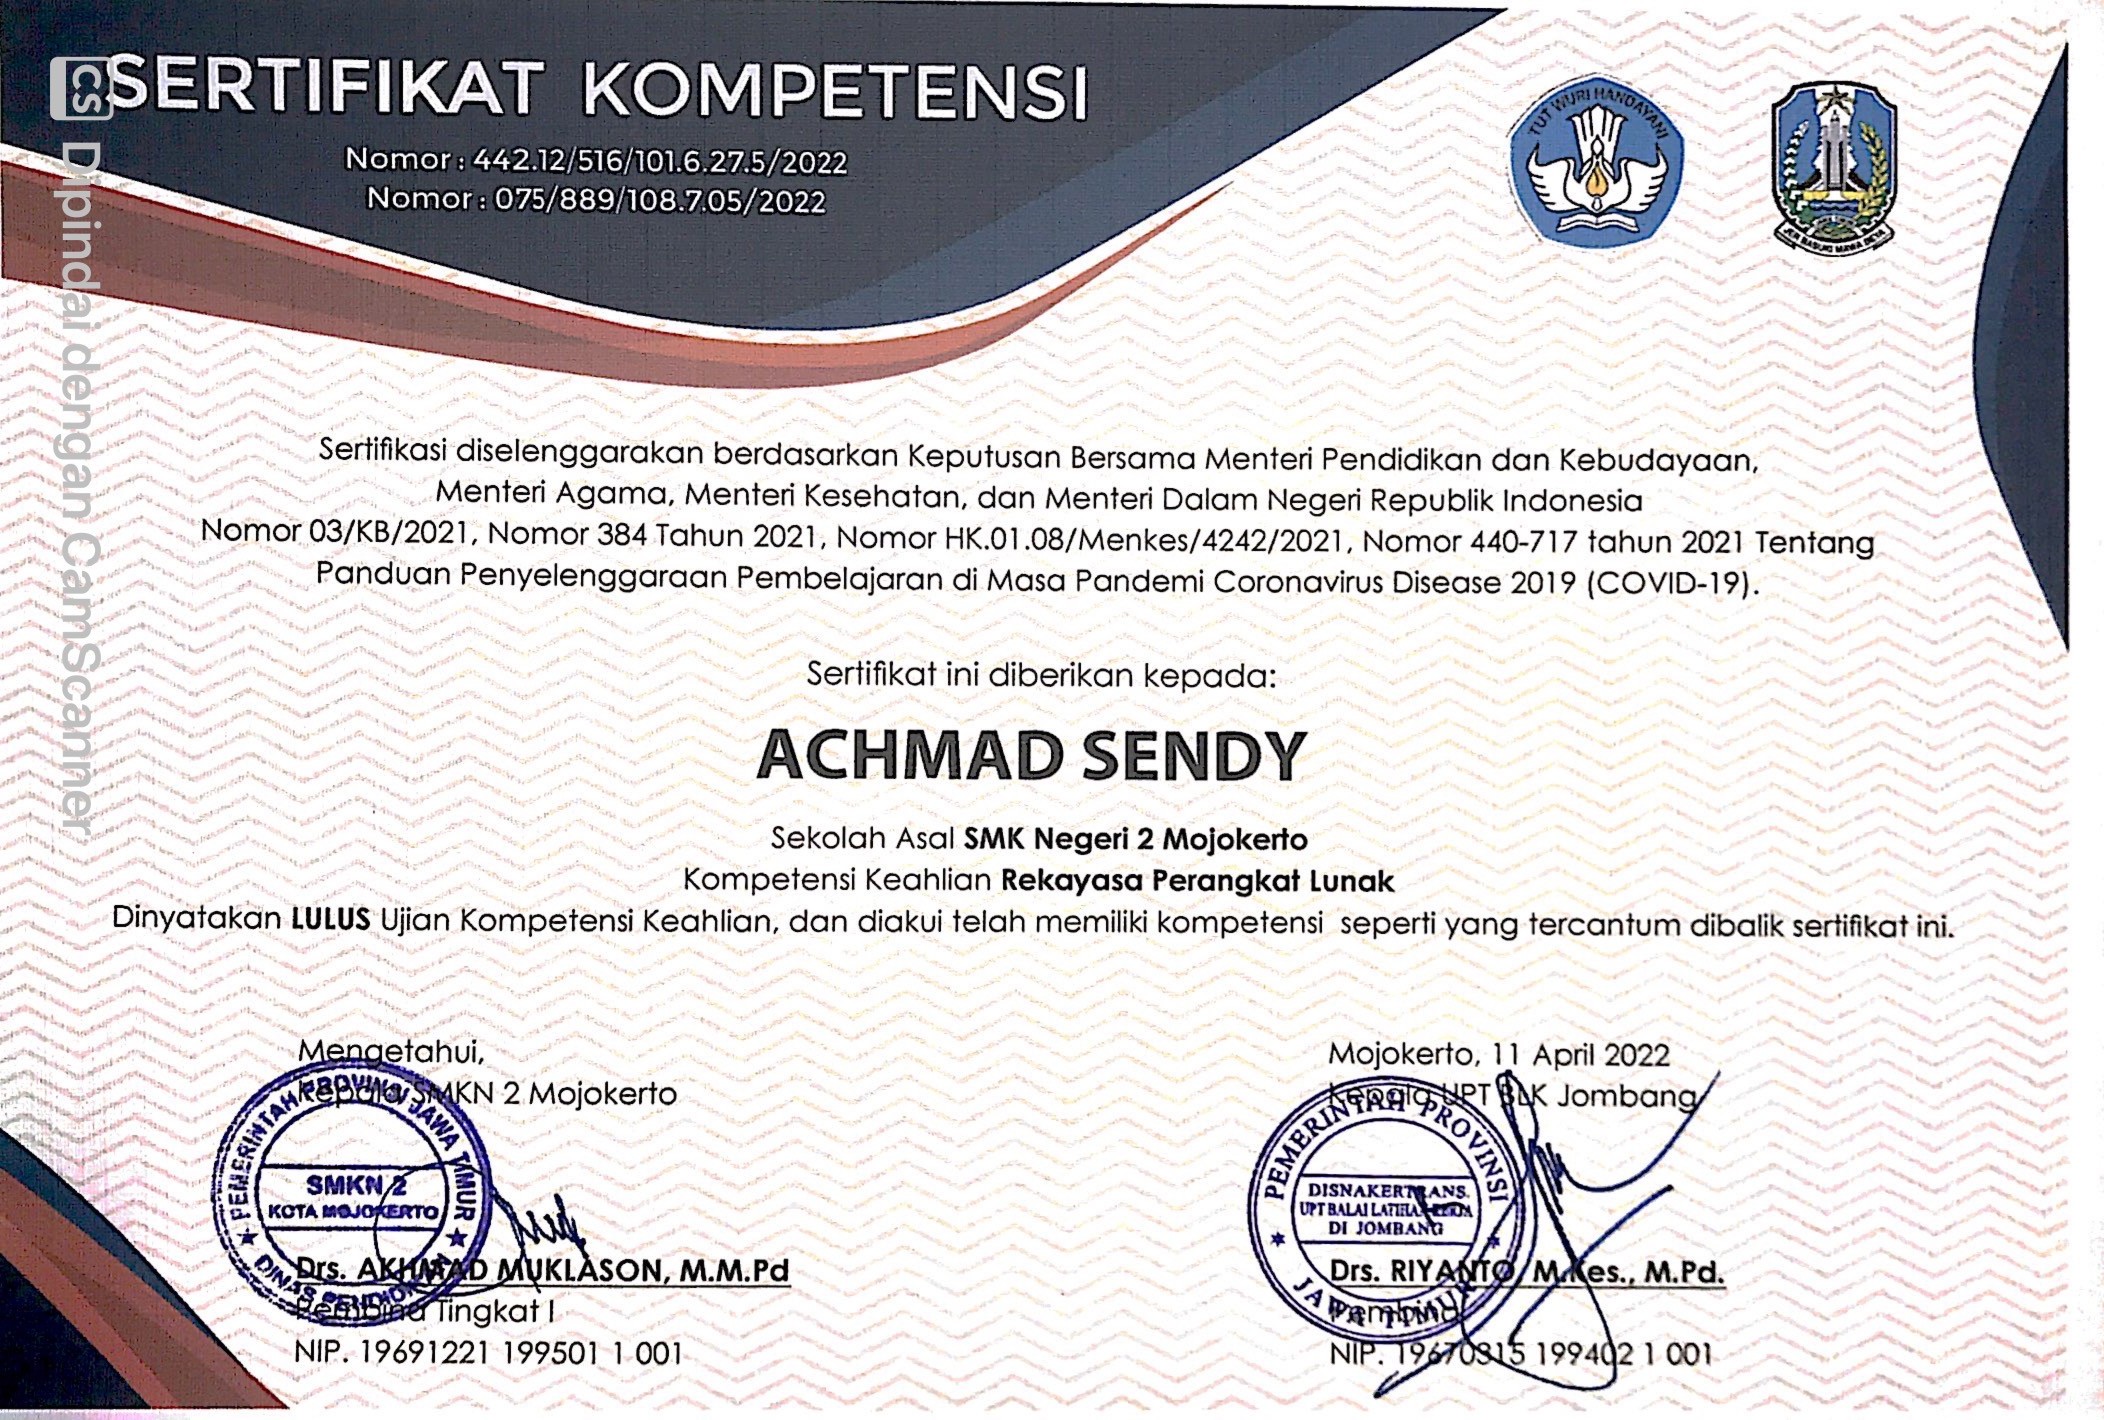 SERTIFIKAT KOMPETENSI
Nomor : 442.12/516/101.6.27.5/2022
Nomor : 075/889/108.7.05/2022
TUT WURI HANDAYANI
JER BASUKI MAWA BEYA
CS Dipindai dengan CamScanner
Sertifikasi diselenggarakan berdasarkan Keputusan Bersama Menteri Pendidikan dan Kebudayaan,
Menteri Agama, Menteri Kesehatan, dan Menteri Dalam Negeri Republik Indonesia
Nomor 03/KB/2021, Nomor 384 Tahun 2021, Nomor HK.01.08/Menkes/4242/2021, Nomor 440-717 tahun 2021 Tentang
Panduan Penyelenggaraan Pembelajaran di Masa Pandemi Coronavirus Disease 2019 (COVID-19).
Sertifikat ini diberikan kepada:
ACHMAD SENDY
Sekolah Asal SMK Negeri 2 Mojokerto
Kompetensi Keahlian Rekayasa Perangkat Lunak
Dinyatakan LULUS Ujian Kompetensi Keahlian, dan diakui telah memiliki kompetensi seperti yang tercantum dibalik sertifikat ini.
Mengetahui,
Kepala SMKN 2 Mojokerto
PEMERINTAH PROVINSI JAWA TIMUR
SMKN 2
KOTA MOJOKERTO
DINAS PENDIDIKAN
Drs. AKHMAD MUKLASON, M.M.Pd
Pembina Tingkat I
NIP. 19691221 199501 1 001
Mojokerto, 11 April 2022
Kepala UPT BLK Jombang
PEMERINTAH PROVINSI
DISNAKERTRANS.
UPT BALAI LATIHAN KERJA
DI JOMBANG
JAWA TIMUR
Drs. RIYANTO, M.Kes., M.Pd.
Pembina
NIP. 19670315 199402 1 001